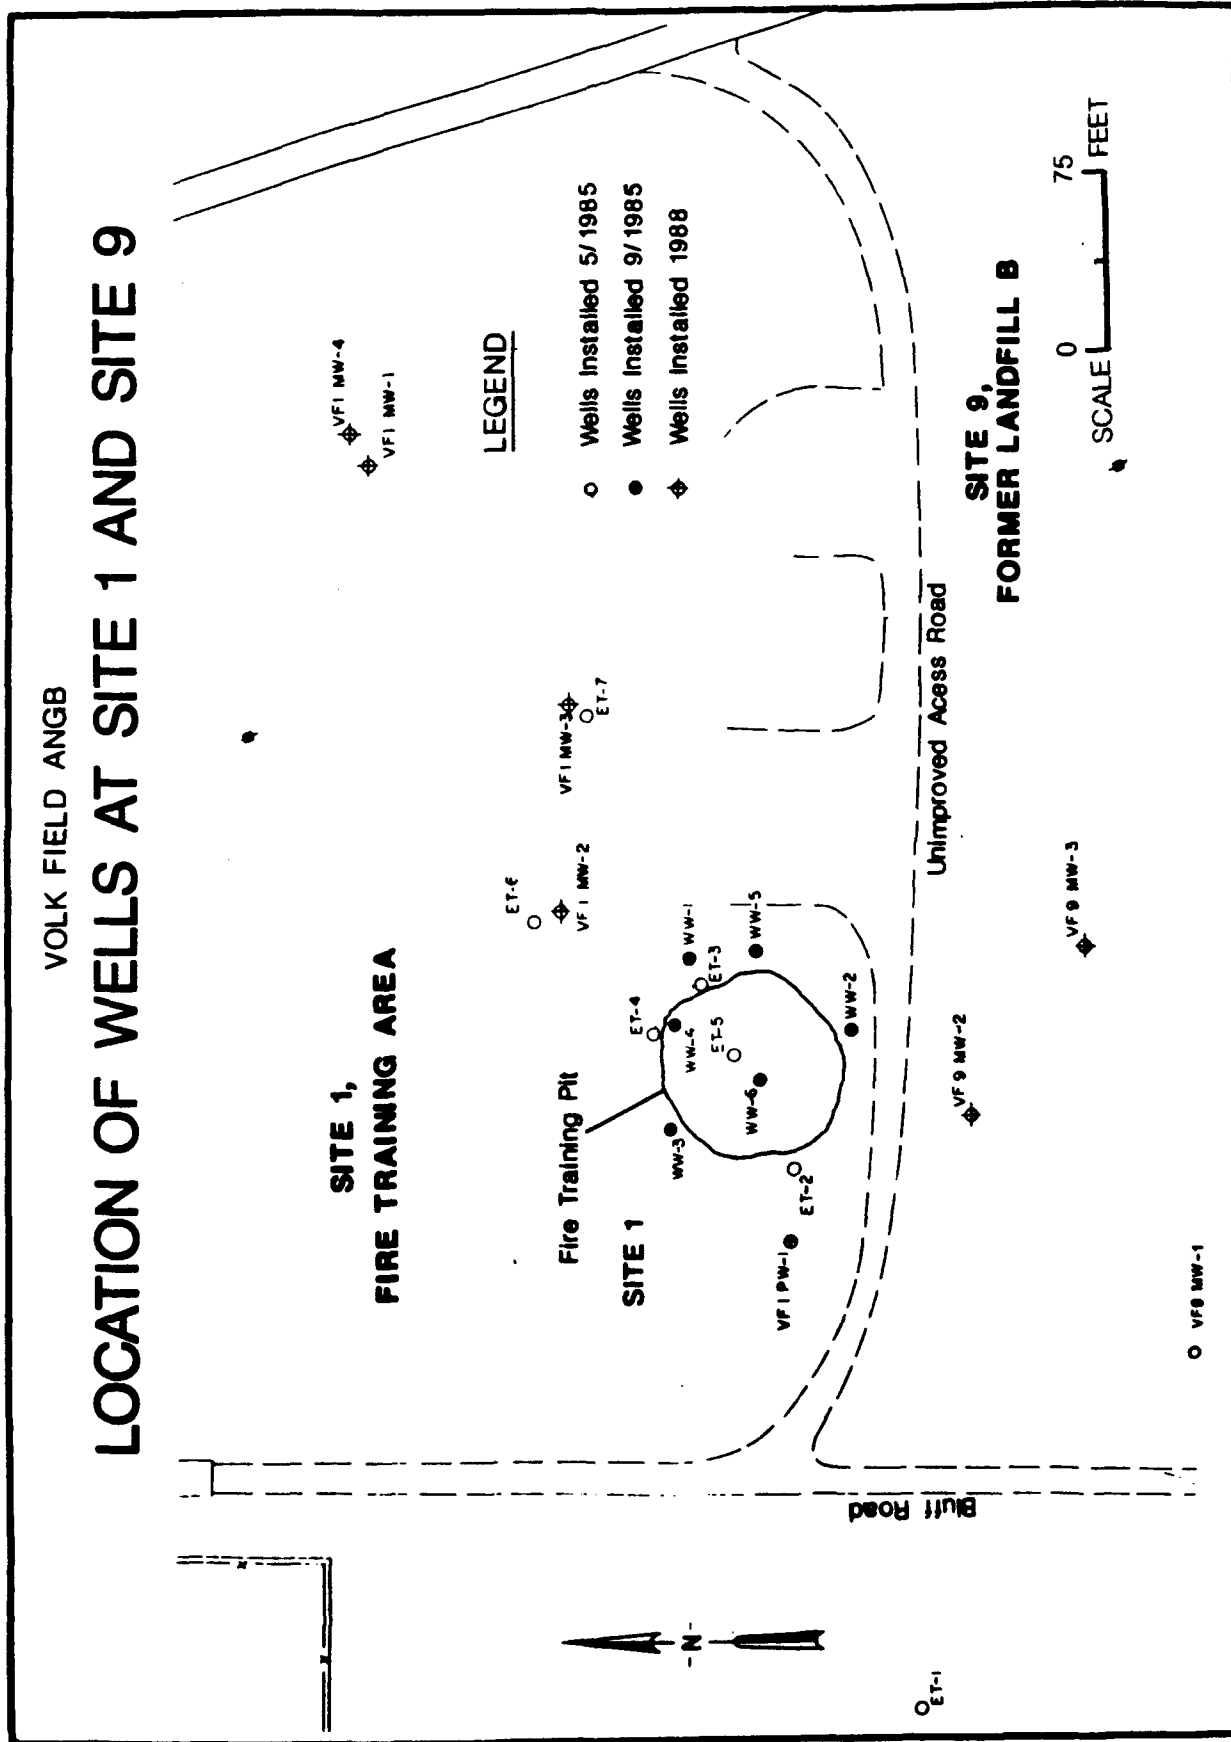 VOLK FIELD ANGB
LOCATION OF WELLS AT SITE 1 AND SITE 9
SITE 1,
FIRE TRAINING AREA
VF1 MW-4
VF1 MW-1
LEGEND
Wells Installed 5/1985
Wells Installed 9/1985
Wells Installed 1988
ET-6
VF1 MW-2
VF1 MW-3
ET-7
Fire Training Pit
SITE 1
ET-4
WW-4
WW-1
ET-3
ET-5
WW-5
WW-3
WW-6
ET-2
WW-2
VF1 PW-1
Bluff Road
Unimproved Acess Road
-N-
ET-1
SITE 9,
FORMER LANDFILL B
VF9 MW-2
VF9 MW-3
VF9 MW-1
SCALE
0
75
FEET